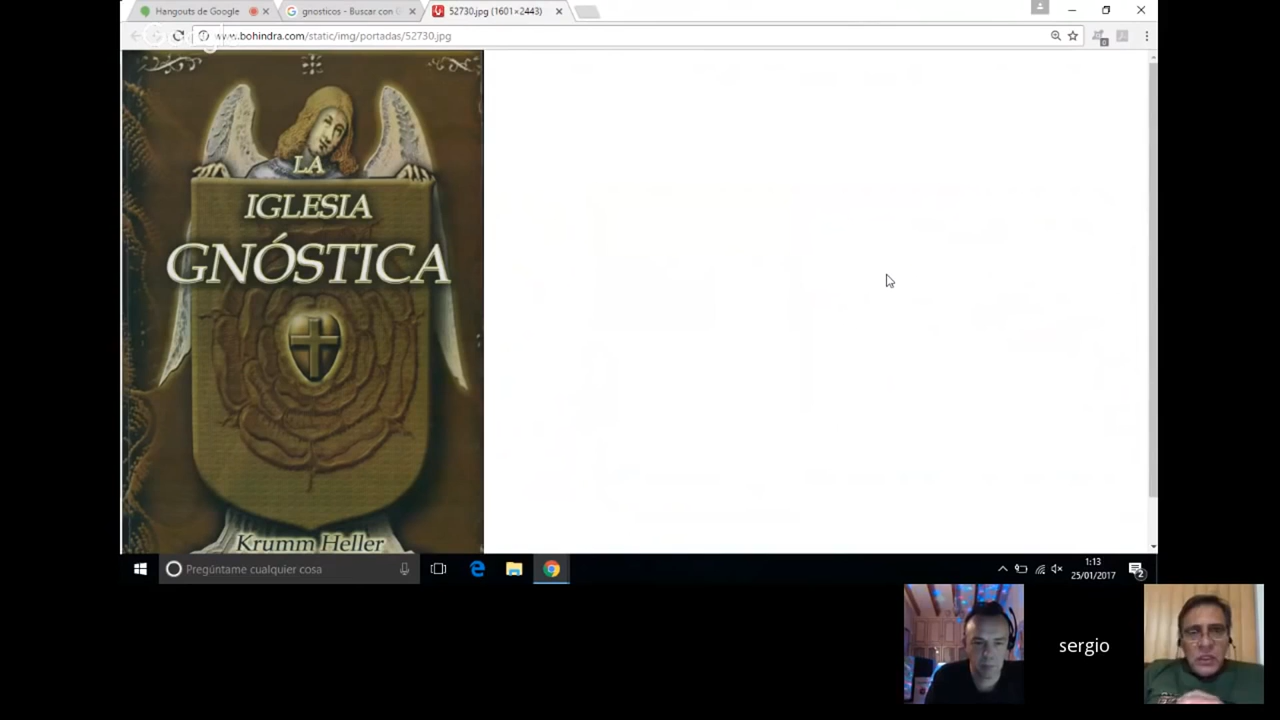 Hangouts de Google
gnosticos - Buscar con G
52730.jpg (1601×2443)
www.bohindra.com/static/img/portadas/52730.jpg
LA
IGLESIA
GNÓSTICA
Krumm Heller
Pregúntame cualquier cosa
1:13
25/01/2017
2
sergio